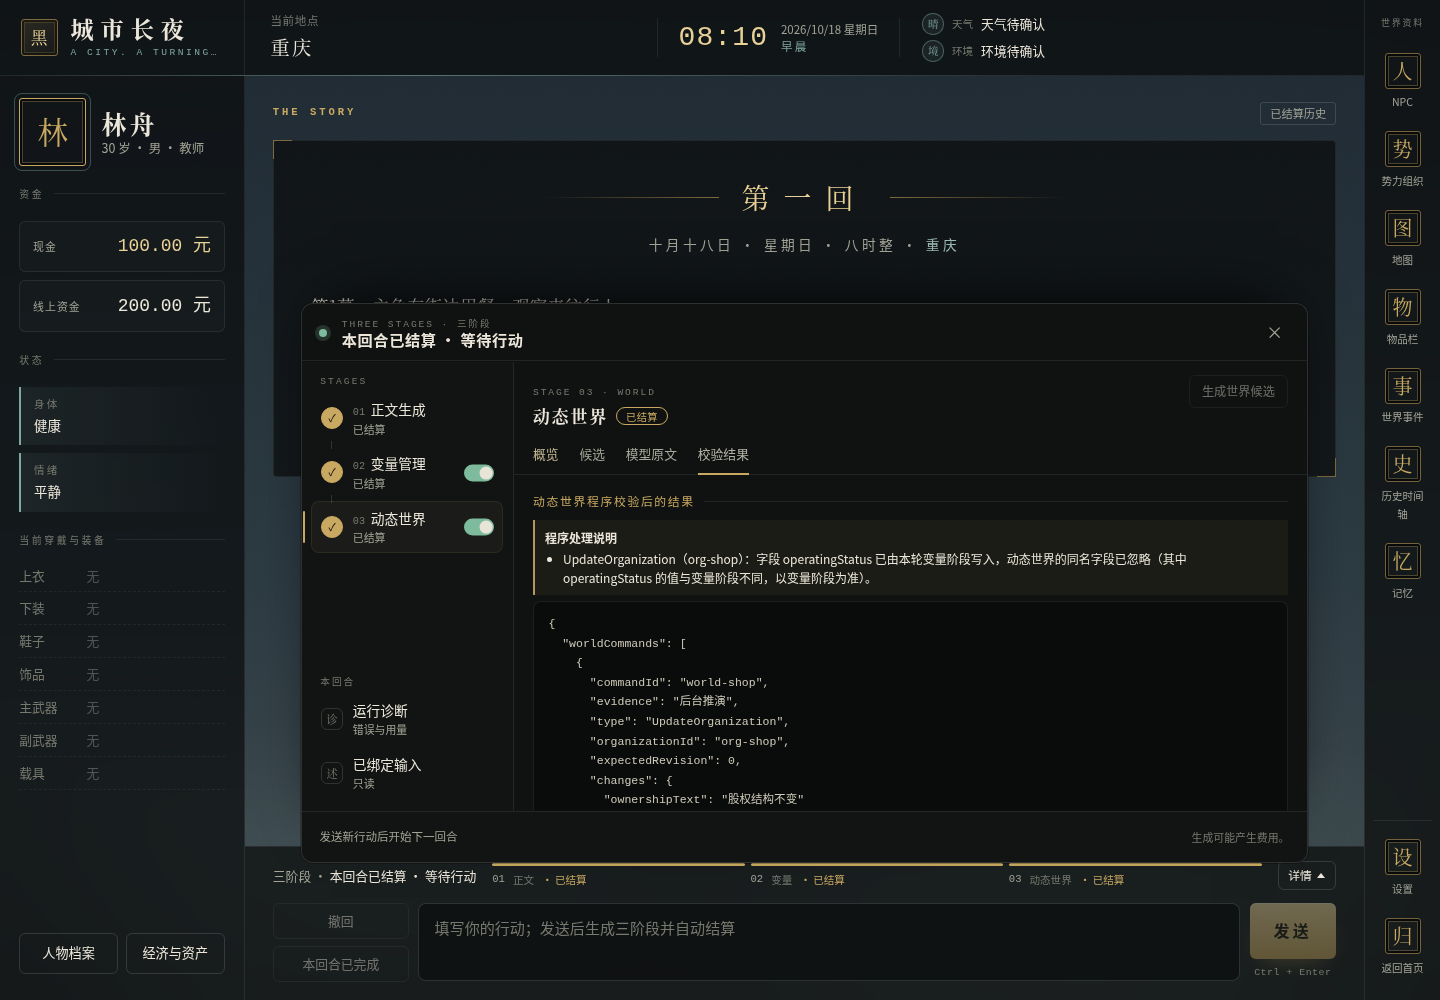 黑
城市长夜
A CITY. A TURNING…
当前地点
重庆
08:10
2026/10/18 星期日
早晨
晴 天气 天气待确认
境 环境 环境待确认
世界资料
人
NPC
势
势力组织
图
地图
物
物品栏
事
世界事件
史
历史时间
轴
忆
记忆
设
设置
归
返回首页
林
林舟
30 岁 • 男 • 教师
资金
现金 100.00 元
线上资金 200.00 元
状态
身体
健康
情绪
平静
当前穿戴与装备
上衣 无
下装 无
鞋子 无
饰品 无
主武器 无
副武器 无
载具 无
人物档案
经济与资产
THE STORY
已结算历史
第一回
十月十八日 • 星期日 • 八时整 • 重庆
THREE STAGES · 三阶段
本回合已结算 • 等待行动
STAGES
01 正文生成
已结算
02 变量管理
已结算
03 动态世界
已结算
本回合
诊 运行诊断
错误与用量
述 已绑定输入
只读
STAGE 03 · WORLD
动态世界 已结算
生成世界候选
概览 候选 模型原文 校验结果
动态世界程序校验后的结果
程序处理说明
• UpdateOrganization（org-shop）：字段 operatingStatus 已由本轮变量阶段写入，动态世界的同名字段已忽略（其中
operatingStatus 的值与变量阶段不同，以变量阶段为准）。
{
"worldCommands": [
{
"commandId": "world-shop",
"evidence": "后台推演",
"type": "UpdateOrganization",
"organizationId": "org-shop",
"expectedRevision": 0,
"changes": {
"ownershipText": "股权结构不变"
发送新行动后开始下一回合
生成可能产生费用。
三阶段 • 本回合已结算 • 等待行动
01 正文 • 已结算
02 变量 • 已结算
03 动态世界 • 已结算
详情
撤回
本回合已完成
填写你的行动；发送后生成三阶段并自动结算
发送
Ctrl + Enter